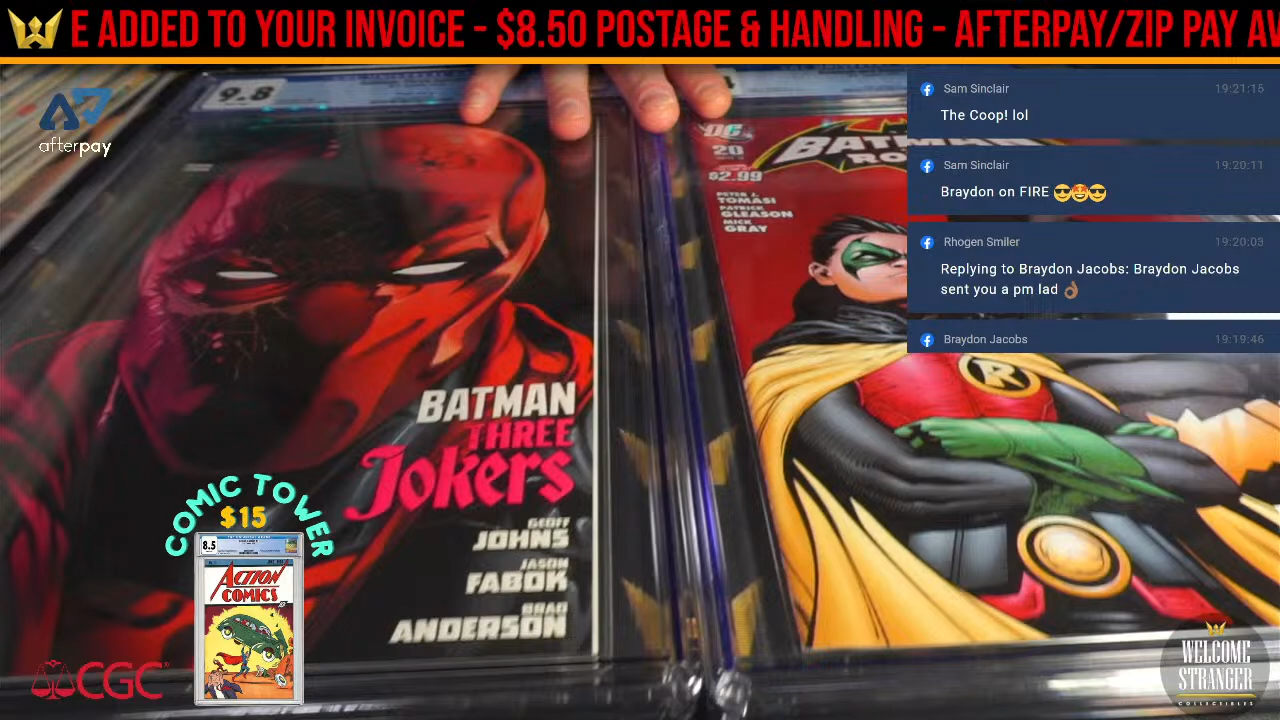 E ADDED TO YOUR INVOICE - $8.50 POSTAGE & HANDLING - AFTERPAY/ZIP PAY AV
afterpay
9.8
Sam Sinclair 19:21:15
The Coop! lol
Sam Sinclair 19:20:11
Braydon on FIRE 😎🤩😎
Rhogen Smiler 19:20:03
Replying to Braydon Jacobs: Braydon Jacobs
sent you a pm lad 👌🏾
Braydon Jacobs 19:19:46
DC
20
$2.99
BATMAN
RO
PETER J.
TOMASI
PATRICK
GLEASON
MICK
GRAY
R
BATMAN
THREE
Jokers
GEOFF
JOHNS
JASON
FABOK
BRAD
ANDERSON
COMIC TOWER
$15
8.5
ACTION
COMICS
CGC
WELCOME
STRANGER
COLLECTIBLES